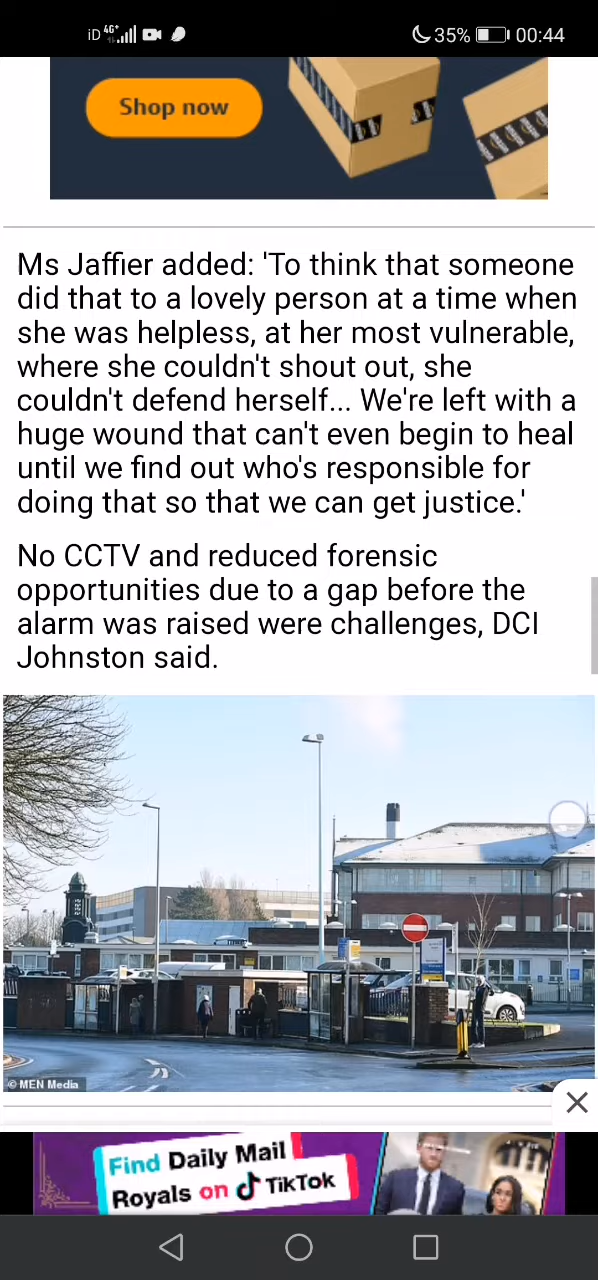 iD 4G+ 35% 00:44
Shop now
Ms Jaffier added: 'To think that someone
did that to a lovely person at a time when
she was helpless, at her most vulnerable,
where she couldn't shout out, she
couldn't defend herself... We're left with a
huge wound that can't even begin to heal
until we find out who's responsible for
doing that so that we can get justice.'
No CCTV and reduced forensic
opportunities due to a gap before the
alarm was raised were challenges, DCI
Johnston said.
© MEN Media
Find Daily Mail
Royals on TikTok